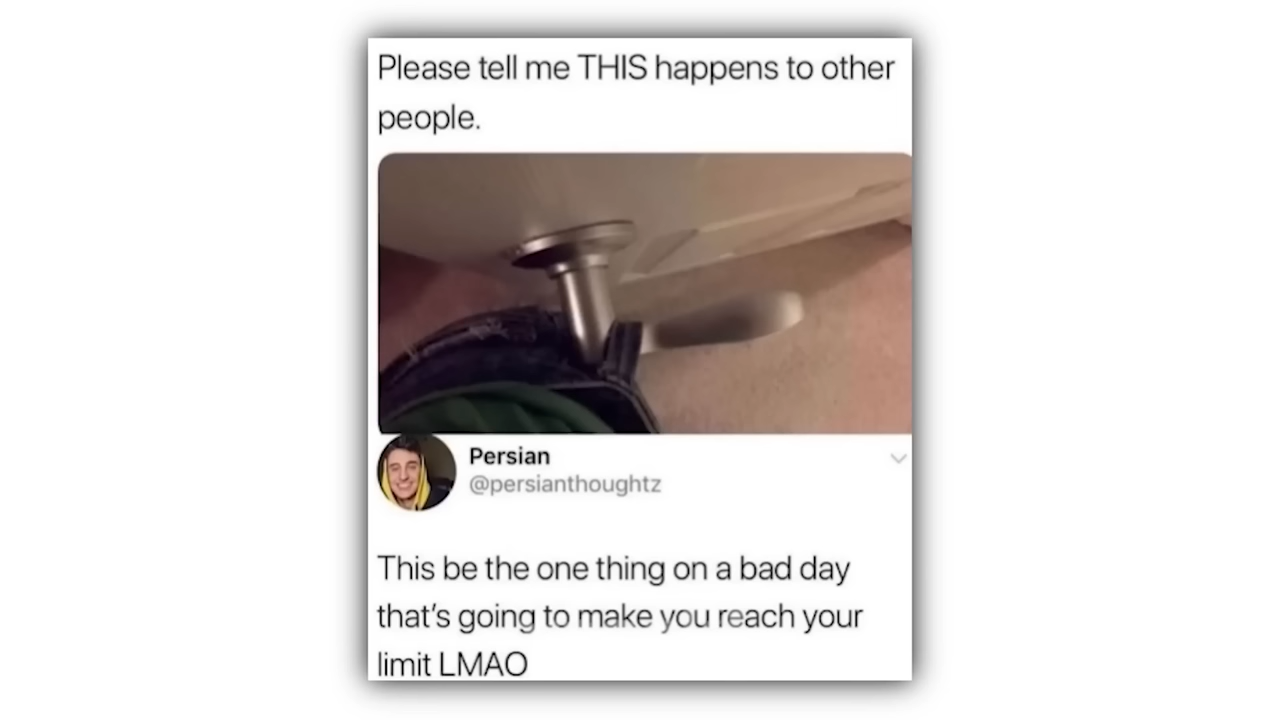 Please tell me THIS happens to other
people.
Persian
@persianthoughtz
This be the one thing on a bad day
that's going to make you reach your
limit LMAO